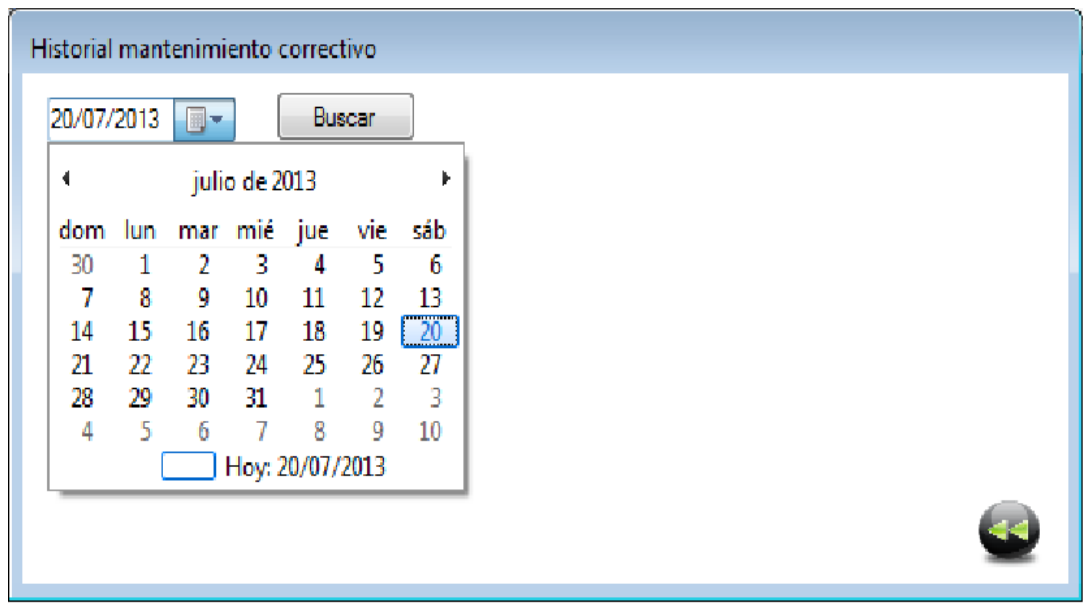 Historial mantenimiento correctivo
20/07/2013 Buscar
julio de 2013
dom lun mar mié jue vie sáb
30 1 2 3 4 5 6
7 8 9 10 11 12 13
14 15 16 17 18 19 20
21 22 23 24 25 26 27
28 29 30 31 1 2 3
4 5 6 7 8 9 10
Hoy: 20/07/2013